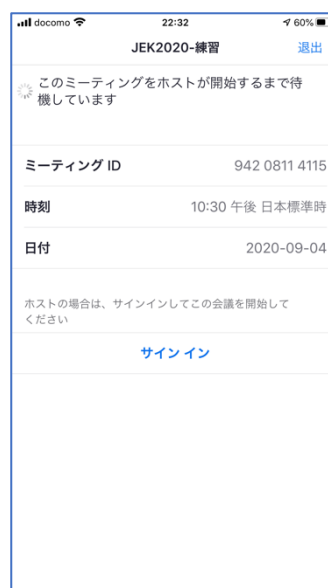 docomo 22:32 60%
JEK2020-練習 退出
このミーティングをホストが開始するまで待
機しています
ミーティング ID 942 0811 4115
時刻 10:30 午後 日本標準時
日付 2020-09-04
ホストの場合は、サインインしてこの会議を開始して
ください
サイン イン